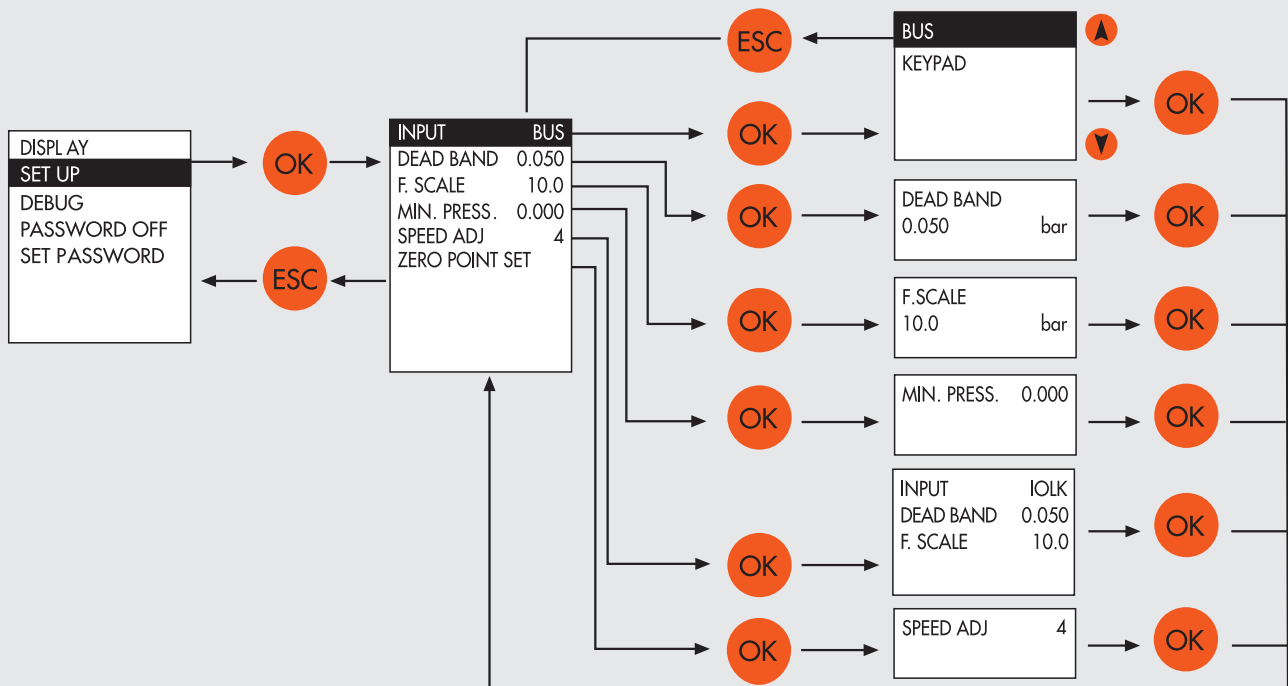 DISPLAY
SET UP
DEBUG
PASSWORD OFF
SET PASSWORD
OK
ESC
INPUT BUS
DEAD BAND 0.050
F. SCALE 10.0
MIN. PRESS. 0.000
SPEED ADJ 4
ZERO POINT SET
ESC
BUS
KEYPAD
OK
OK
OK
DEAD BAND
0.050 bar
OK
OK
F.SCALE
10.0 bar
OK
OK
MIN. PRESS. 0.000
OK
OK
INPUT IOLK
DEAD BAND 0.050
F. SCALE 10.0
OK
OK
SPEED ADJ 4
OK